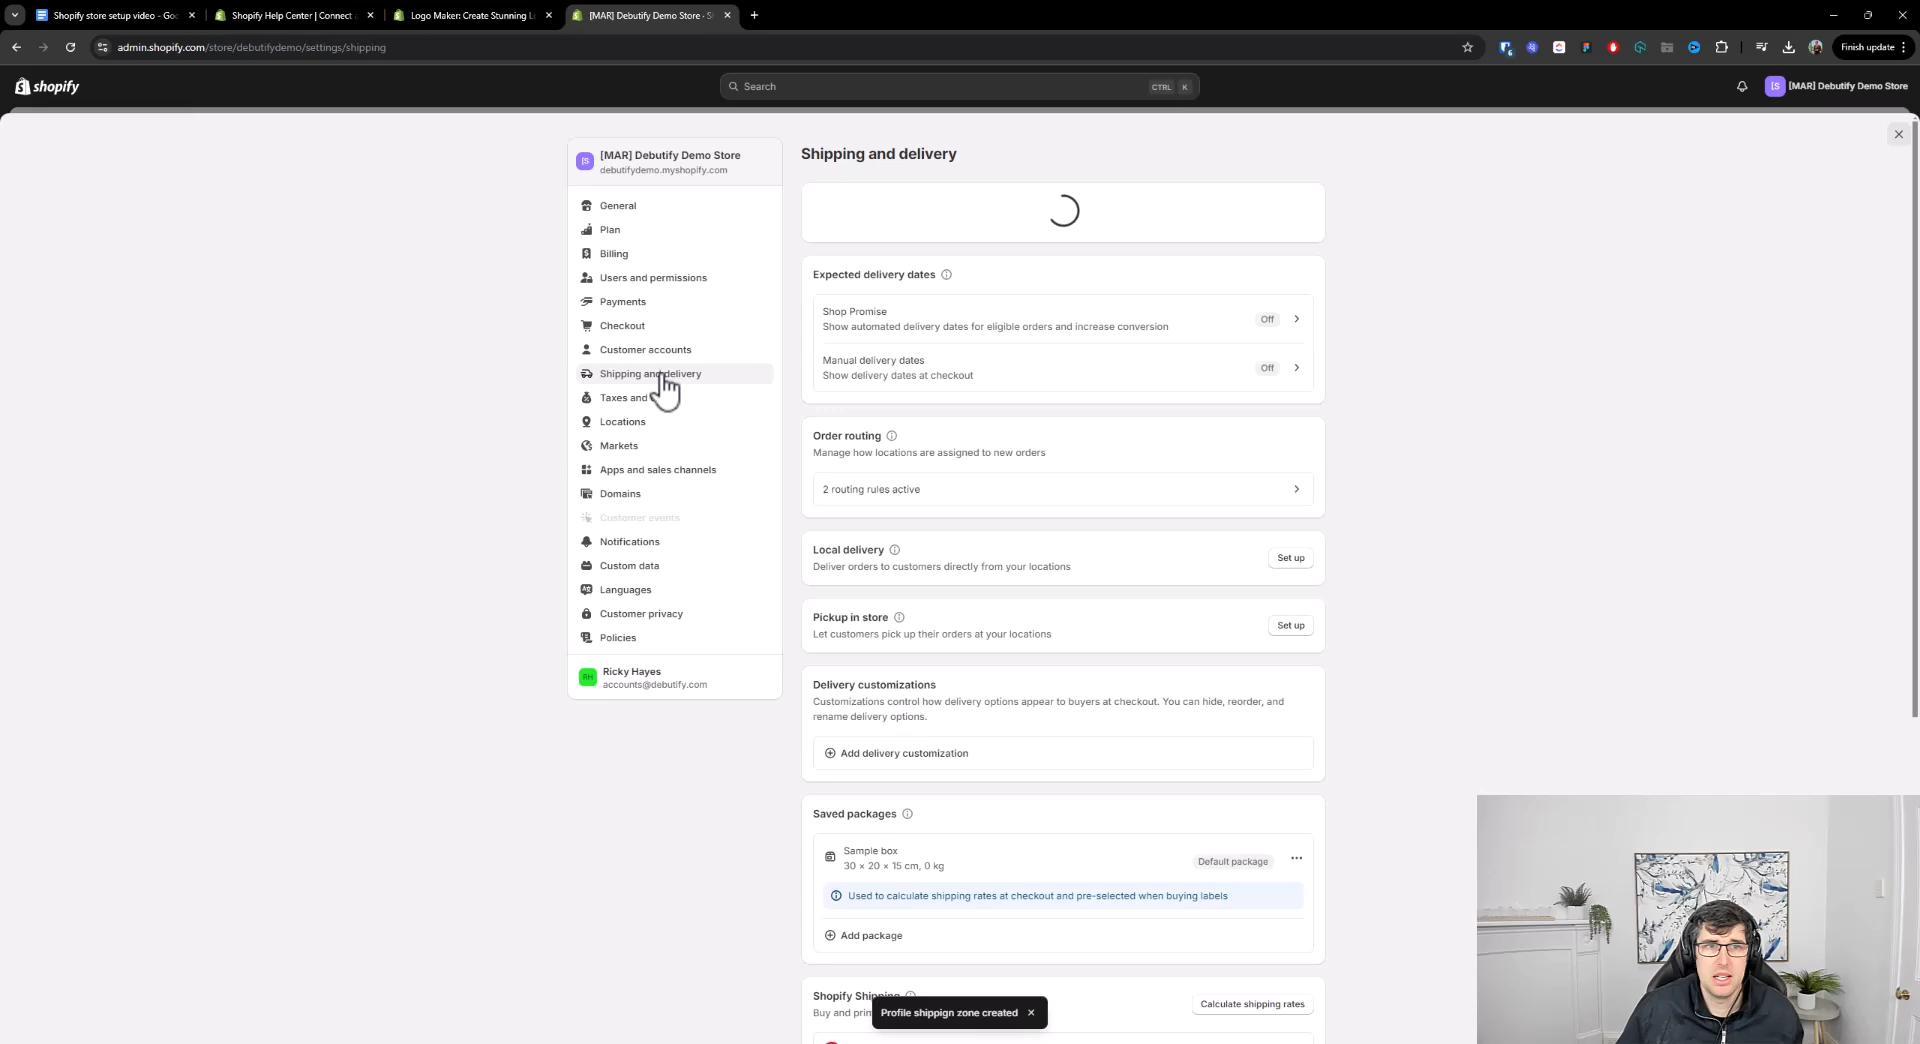 Shopify store setup video - Goo
Shopify Help Center | Connect a
Logo Maker: Create Stunning L
[MAR] Debutify Demo Store · S
admin.shopify.com/store/debutifydemo/settings/shipping
6
Finish update
shopify
Search
CTRL K
[S [MAR] Debutify Demo Store
[S [MAR] Debutify Demo Store
debutifydemo.myshopify.com
General
Plan
Billing
Users and permissions
Payments
Checkout
Customer accounts
Shipping and delivery
Taxes and
Locations
Markets
Apps and sales channels
Domains
Customer events
Notifications
Custom data
Languages
Customer privacy
Policies
RH Ricky Hayes
accounts@debutify.com
Shipping and delivery
Expected delivery dates
Shop Promise
Show automated delivery dates for eligible orders and increase conversion
Off
Manual delivery dates
Show delivery dates at checkout
Off
Order routing
Manage how locations are assigned to new orders
2 routing rules active
Local delivery
Deliver orders to customers directly from your locations
Set up
Pickup in store
Let customers pick up their orders at your locations
Set up
Delivery customizations
Customizations control how delivery options appear to buyers at checkout. You can hide, reorder, and
rename delivery options.
Add delivery customization
Saved packages
Sample box
30 × 20 × 15 cm, 0 kg
Default package
Used to calculate shipping rates at checkout and pre-selected when buying labels
Add package
Shopify Shipping
Buy and prin
Calculate shipping rates
Profile shippign zone created